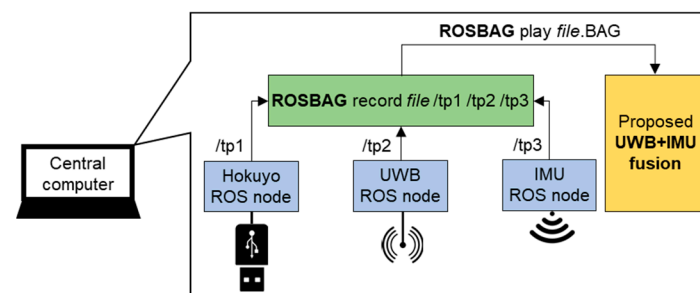 ROSBAG play file.BAG
ROSBAG record file /tp1 /tp2 /tp3
Proposed
UWB+IMU
fusion
/tp1
/tp2
/tp3
Central
computer
Hokuyo
ROS node
UWB
ROS node
IMU
ROS node